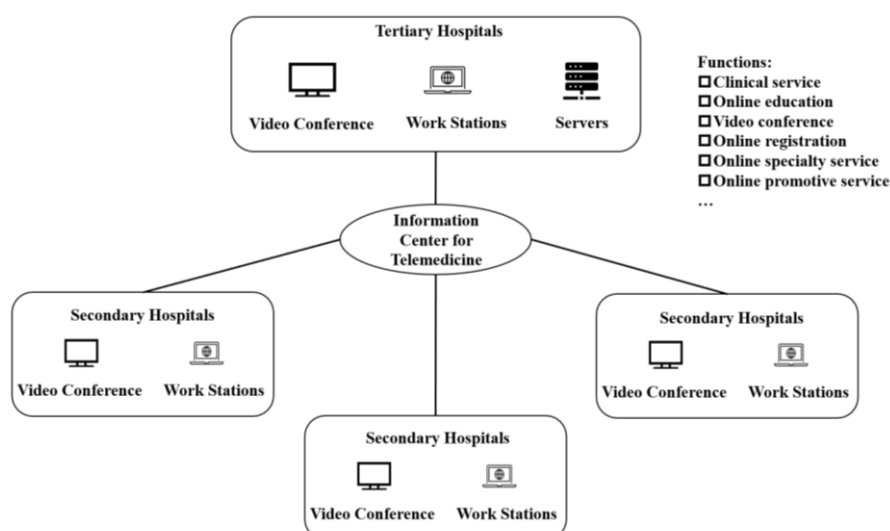 Tertiary Hospitals
Video Conference
Work Stations
Servers
Functions:
Clinical service
Online education
Video conference
Online registration
Online specialty service
Online promotive service
...
Information
Center for
Telemedicine
Secondary Hospitals
Video Conference
Work Stations
Secondary Hospitals
Video Conference
Work Stations
Secondary Hospitals
Video Conference
Work Stations